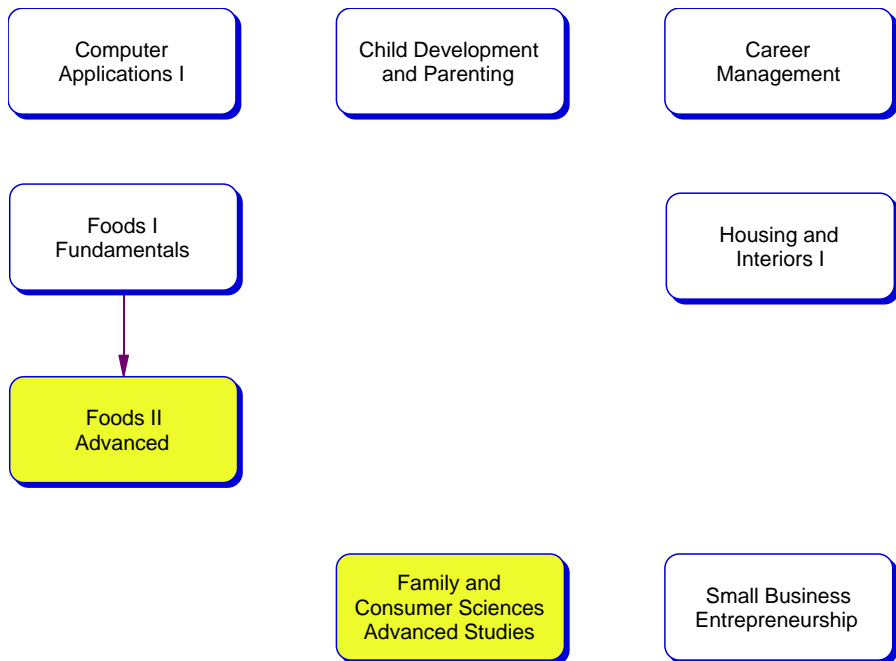 Computer
Applications I
Child Development
and Parenting
Career
Management
Foods I
Fundamentals
Housing and
Interiors I
Foods II
Advanced
Family and
Consumer Sciences
Advanced Studies
Small Business
Entrepreneurship